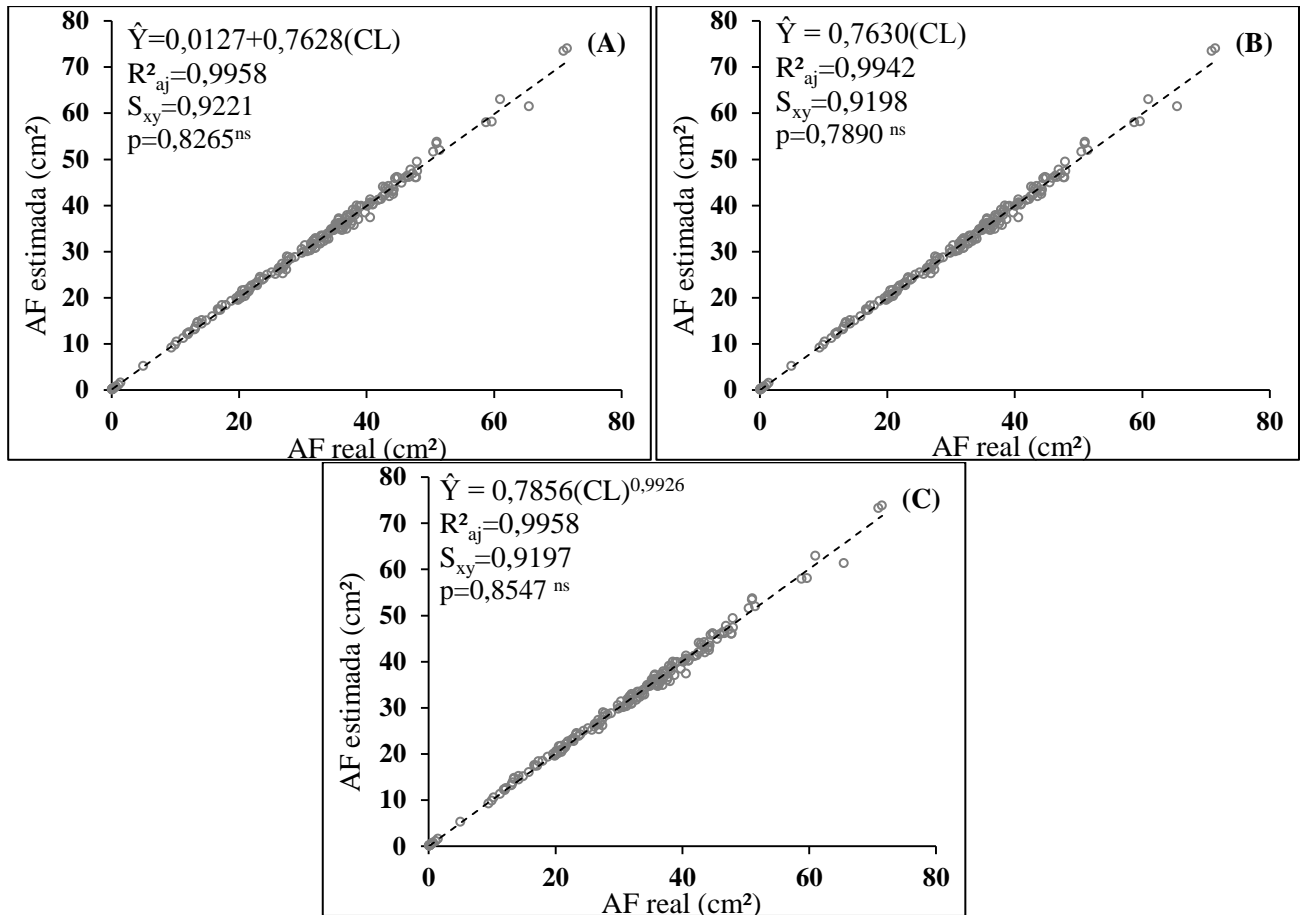 Ŷ=0,0127+0,7628(CL)
(A)
R²aj=0,9958
Sxy=0,9221
p=0,8265ns
AF estimada (cm²)
80
70
60
50
40
30
20
10
0
0 20 40 60 80
AF real (cm²)
Ŷ = 0,7630(CL)
(B)
R²aj=0,9942
Sxy=0,9198
p=0,7890 ns
AF estimada (cm²)
80
70
60
50
40
30
20
10
0
0 20 40 60 80
AF real (cm²)
Ŷ = 0,7856(CL)0,9926
(C)
R²aj=0,9958
Sxy=0,9197
p=0,8547 ns
AF estimada (cm²)
80
70
60
50
40
30
20
10
0
0 20 40 60 80
AF real (cm²)